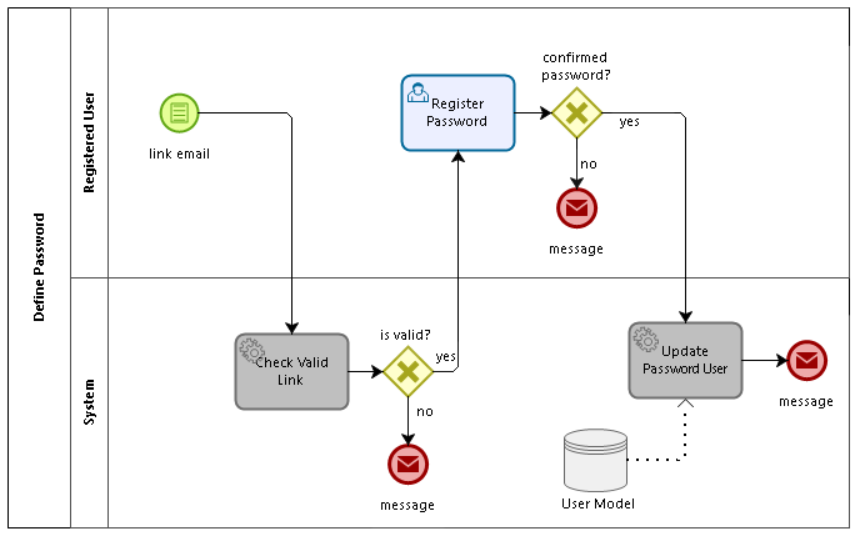 Define Password
Registered User
link email
Register
Password
confirmed
password?
yes
no
message
System
Check Valid
Link
is valid?
yes
no
message
Update
Password User
message
User Model